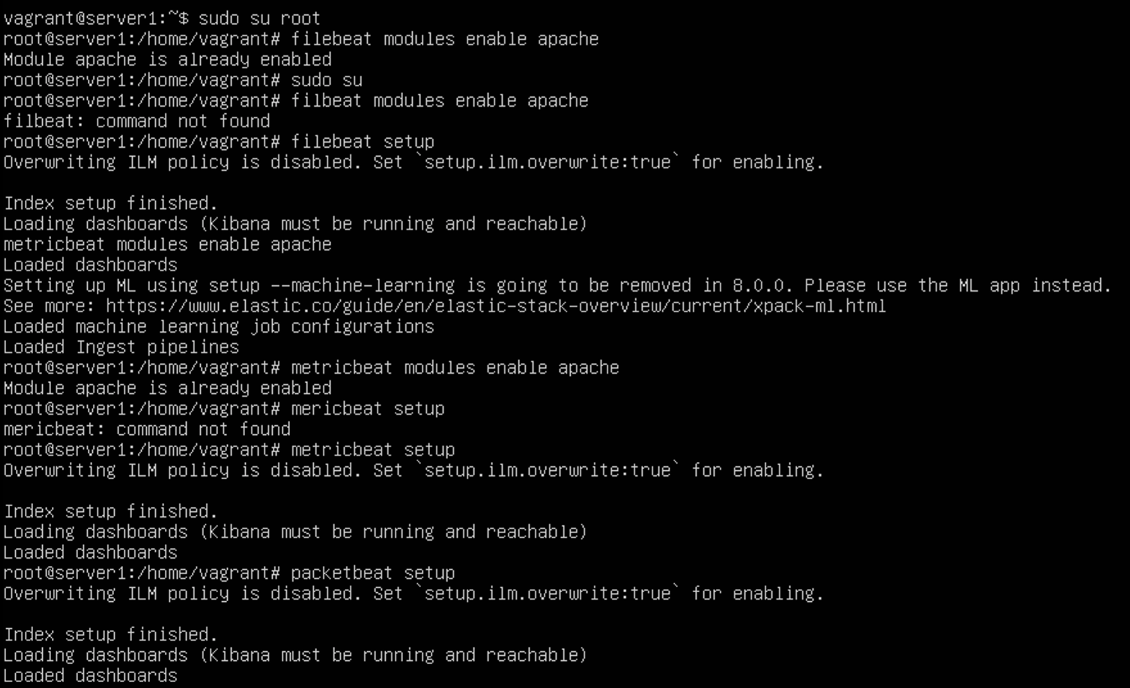 vagrant@server1:~$ sudo su root
root@server1:/home/vagrant# filebeat modules enable apache
Module apache is already enabled
root@server1:/home/vagrant# sudo su
root@server1:/home/vagrant# filbeat modules enable apache
filbeat: command not found
root@server1:/home/vagrant# filebeat setup
Overwriting ILM policy is disabled. Set `setup.ilm.overwrite:true` for enabling.

Index setup finished.
Loading dashboards (Kibana must be running and reachable)
metricbeat modules enable apache
Loaded dashboards
Setting up ML using setup --machine-learning is going to be removed in 8.0.0. Please use the ML app instead.
See more: https://www.elastic.co/guide/en/elastic-stack-overview/current/xpack-ml.html
Loaded machine learning job configurations
Loaded Ingest pipelines
root@server1:/home/vagrant# metricbeat modules enable apache
Module apache is already enabled
root@server1:/home/vagrant# mericbeat setup
mericbeat: command not found
root@server1:/home/vagrant# metricbeat setup
Overwriting ILM policy is disabled. Set `setup.ilm.overwrite:true` for enabling.

Index setup finished.
Loading dashboards (Kibana must be running and reachable)
Loaded dashboards
root@server1:/home/vagrant# packetbeat setup
Overwriting ILM policy is disabled. Set `setup.ilm.overwrite:true` for enabling.

Index setup finished.
Loading dashboards (Kibana must be running and reachable)
Loaded dashboards